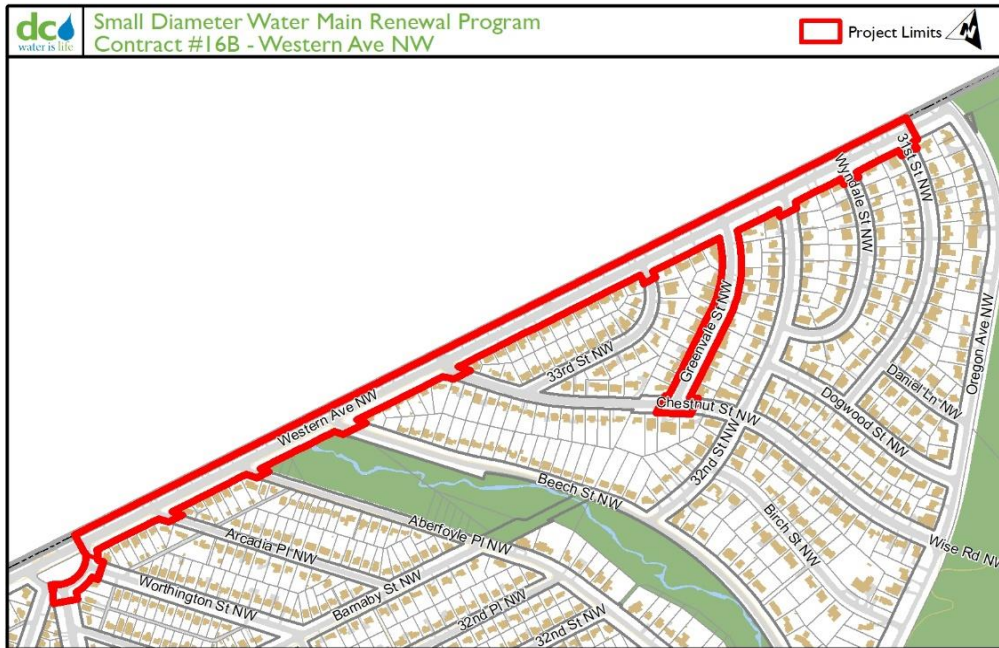 dc
water is life
Small Diameter Water Main Renewal Program
Contract #16B - Western Ave NW
Project Limits
N
31st St NW
Wyndale St NW
Oregon Ave NW
Greenvale St NW
33rd St NW
Daniel Ln NW
Chestnut St NW
Dogwood St NW
Western Ave NW
32nd St NW
Beech St NW
Birch St NW
Wise Rd NW
Aberfoyle Pl NW
Arcadia Pl NW
Barnaby St NW
Worthington St NW
32nd Pl NW
32nd St NW